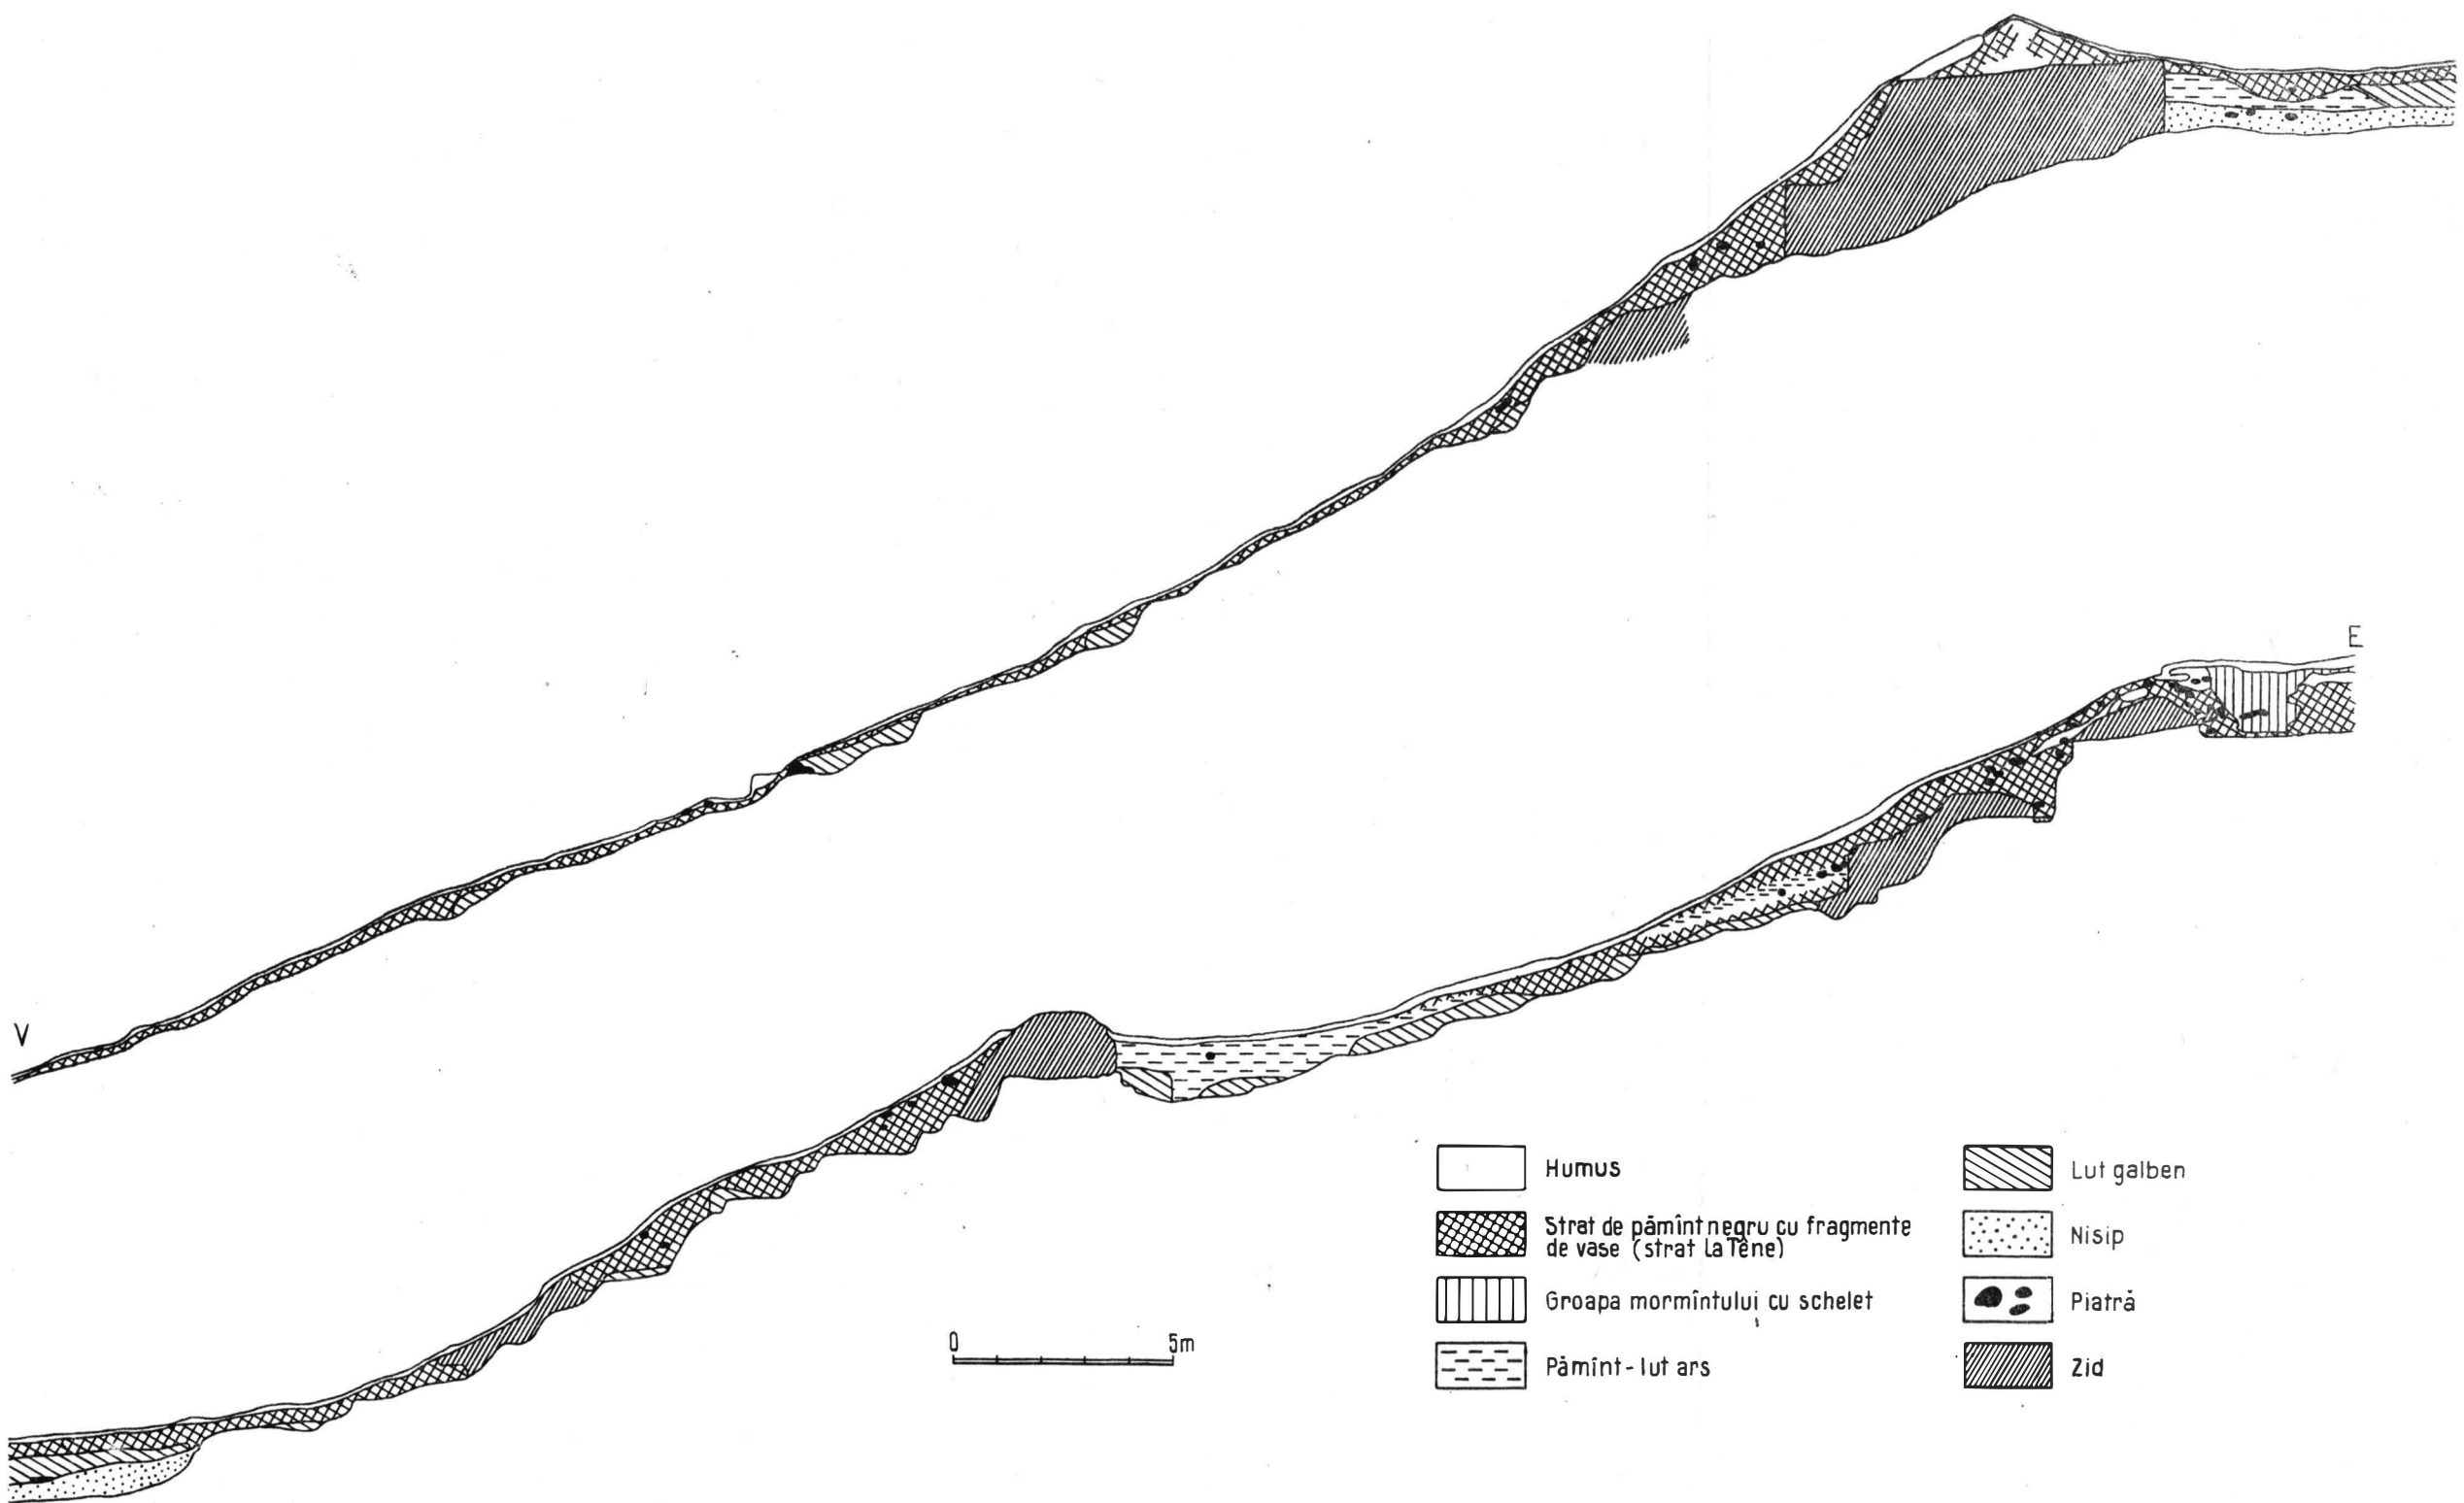 E
V
Humus
Strat de pămînt negru cu fragmente
de vase (strat La Tène)
Groapa mormîntului cu schelet
Pămînt-lut ars
Lut galben
Nisip
Piatră
Zid
0 5m